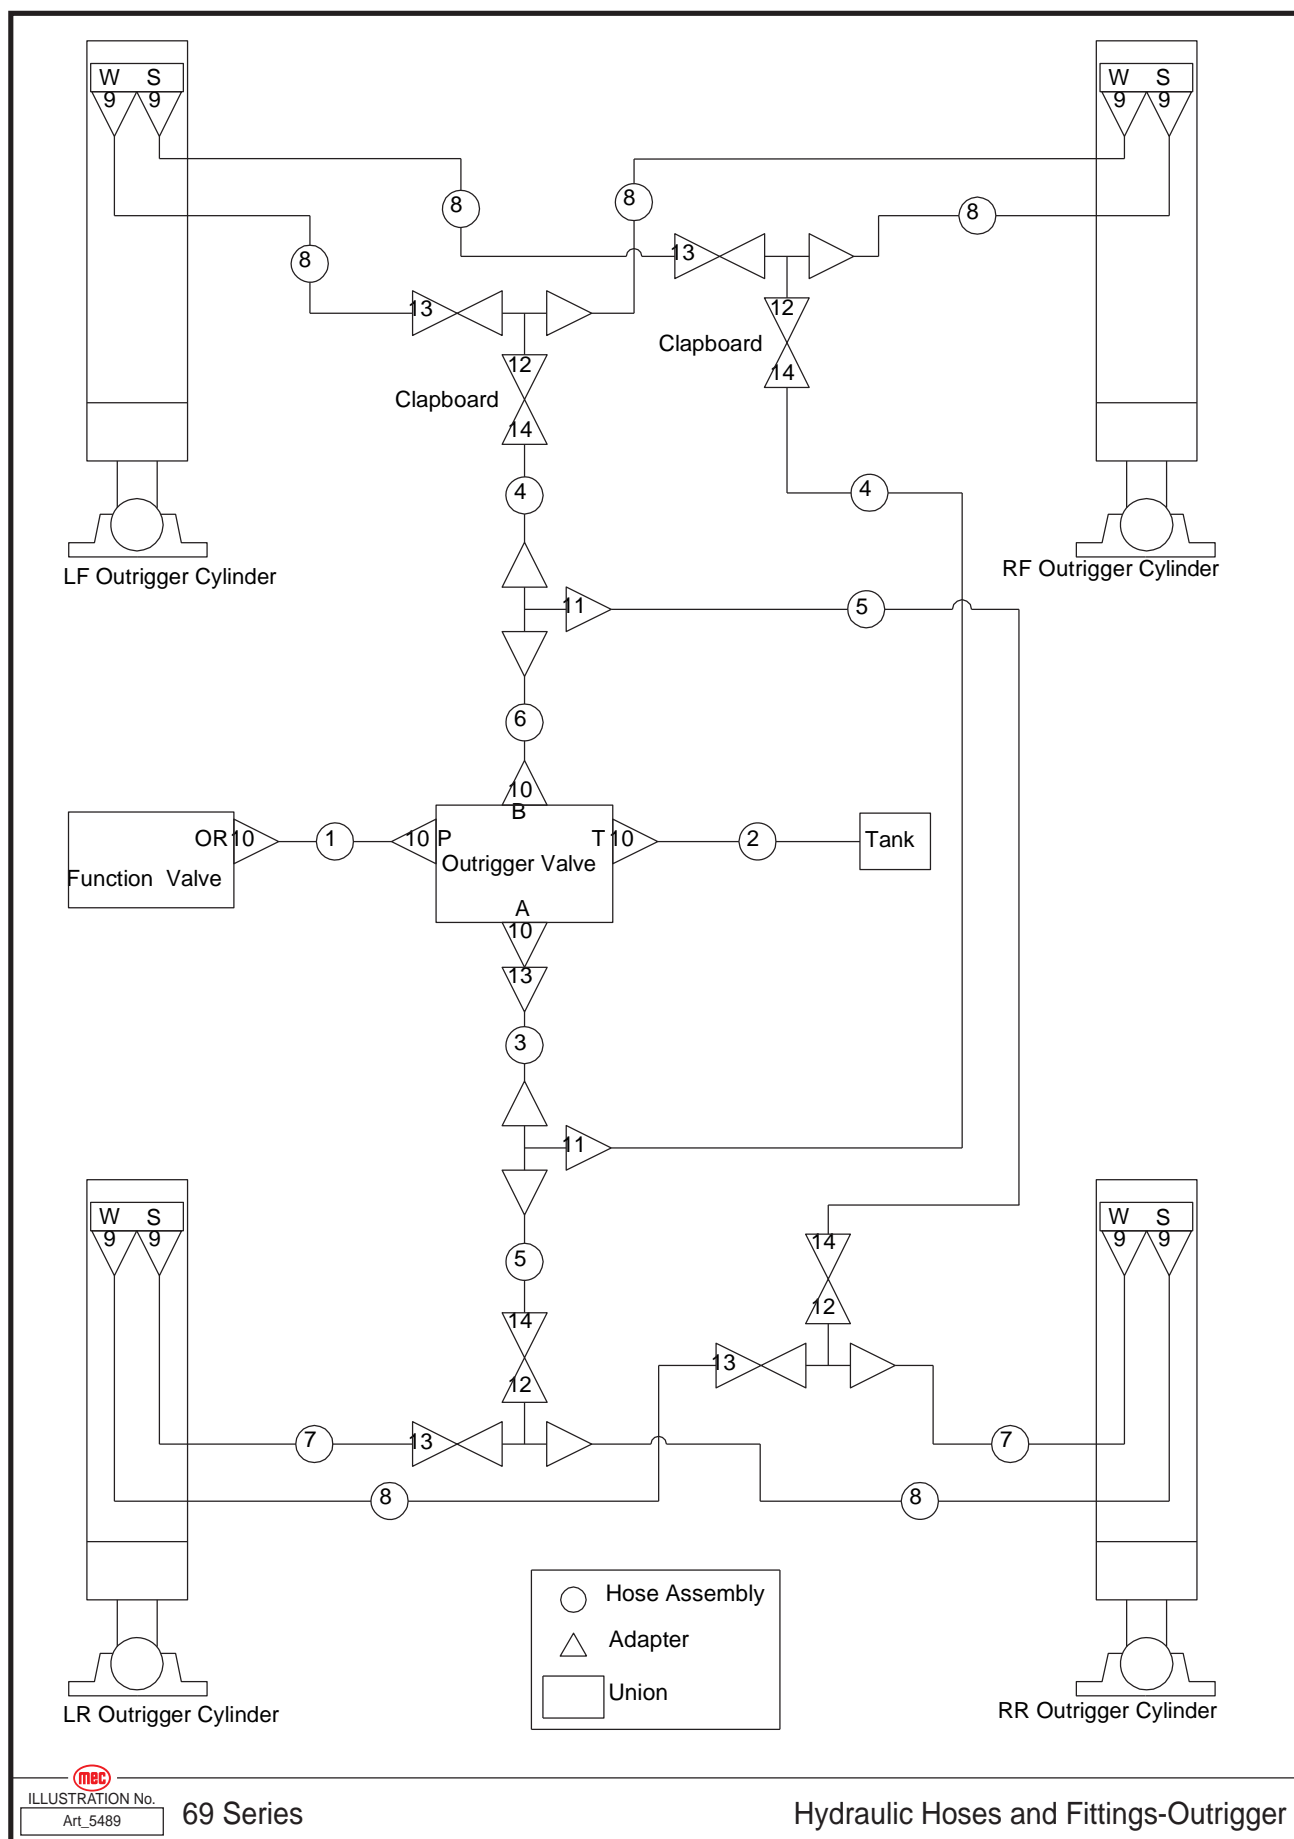 W S
W S
9 9
9 9
8
8
8
8
13
13
12
Clapboard
12
14
Clapboard
14
4
4
LF Outrigger Cylinder
RF Outrigger Cylinder
11
5
6
10
B
OR 10
1
10 P
T 10
2
Tank
Outrigger Valve
Function Valve
A
10
13
3
11
W S
W S
9 9
9 9
14
5
12
14
13
12
7
13
7
8
8
Hose Assembly
Adapter
Union
LR Outrigger Cylinder
RR Outrigger Cylinder
mec
ILLUSTRATION No.
Art_5489
69 Series
Hydraulic Hoses and Fittings-Outrigger